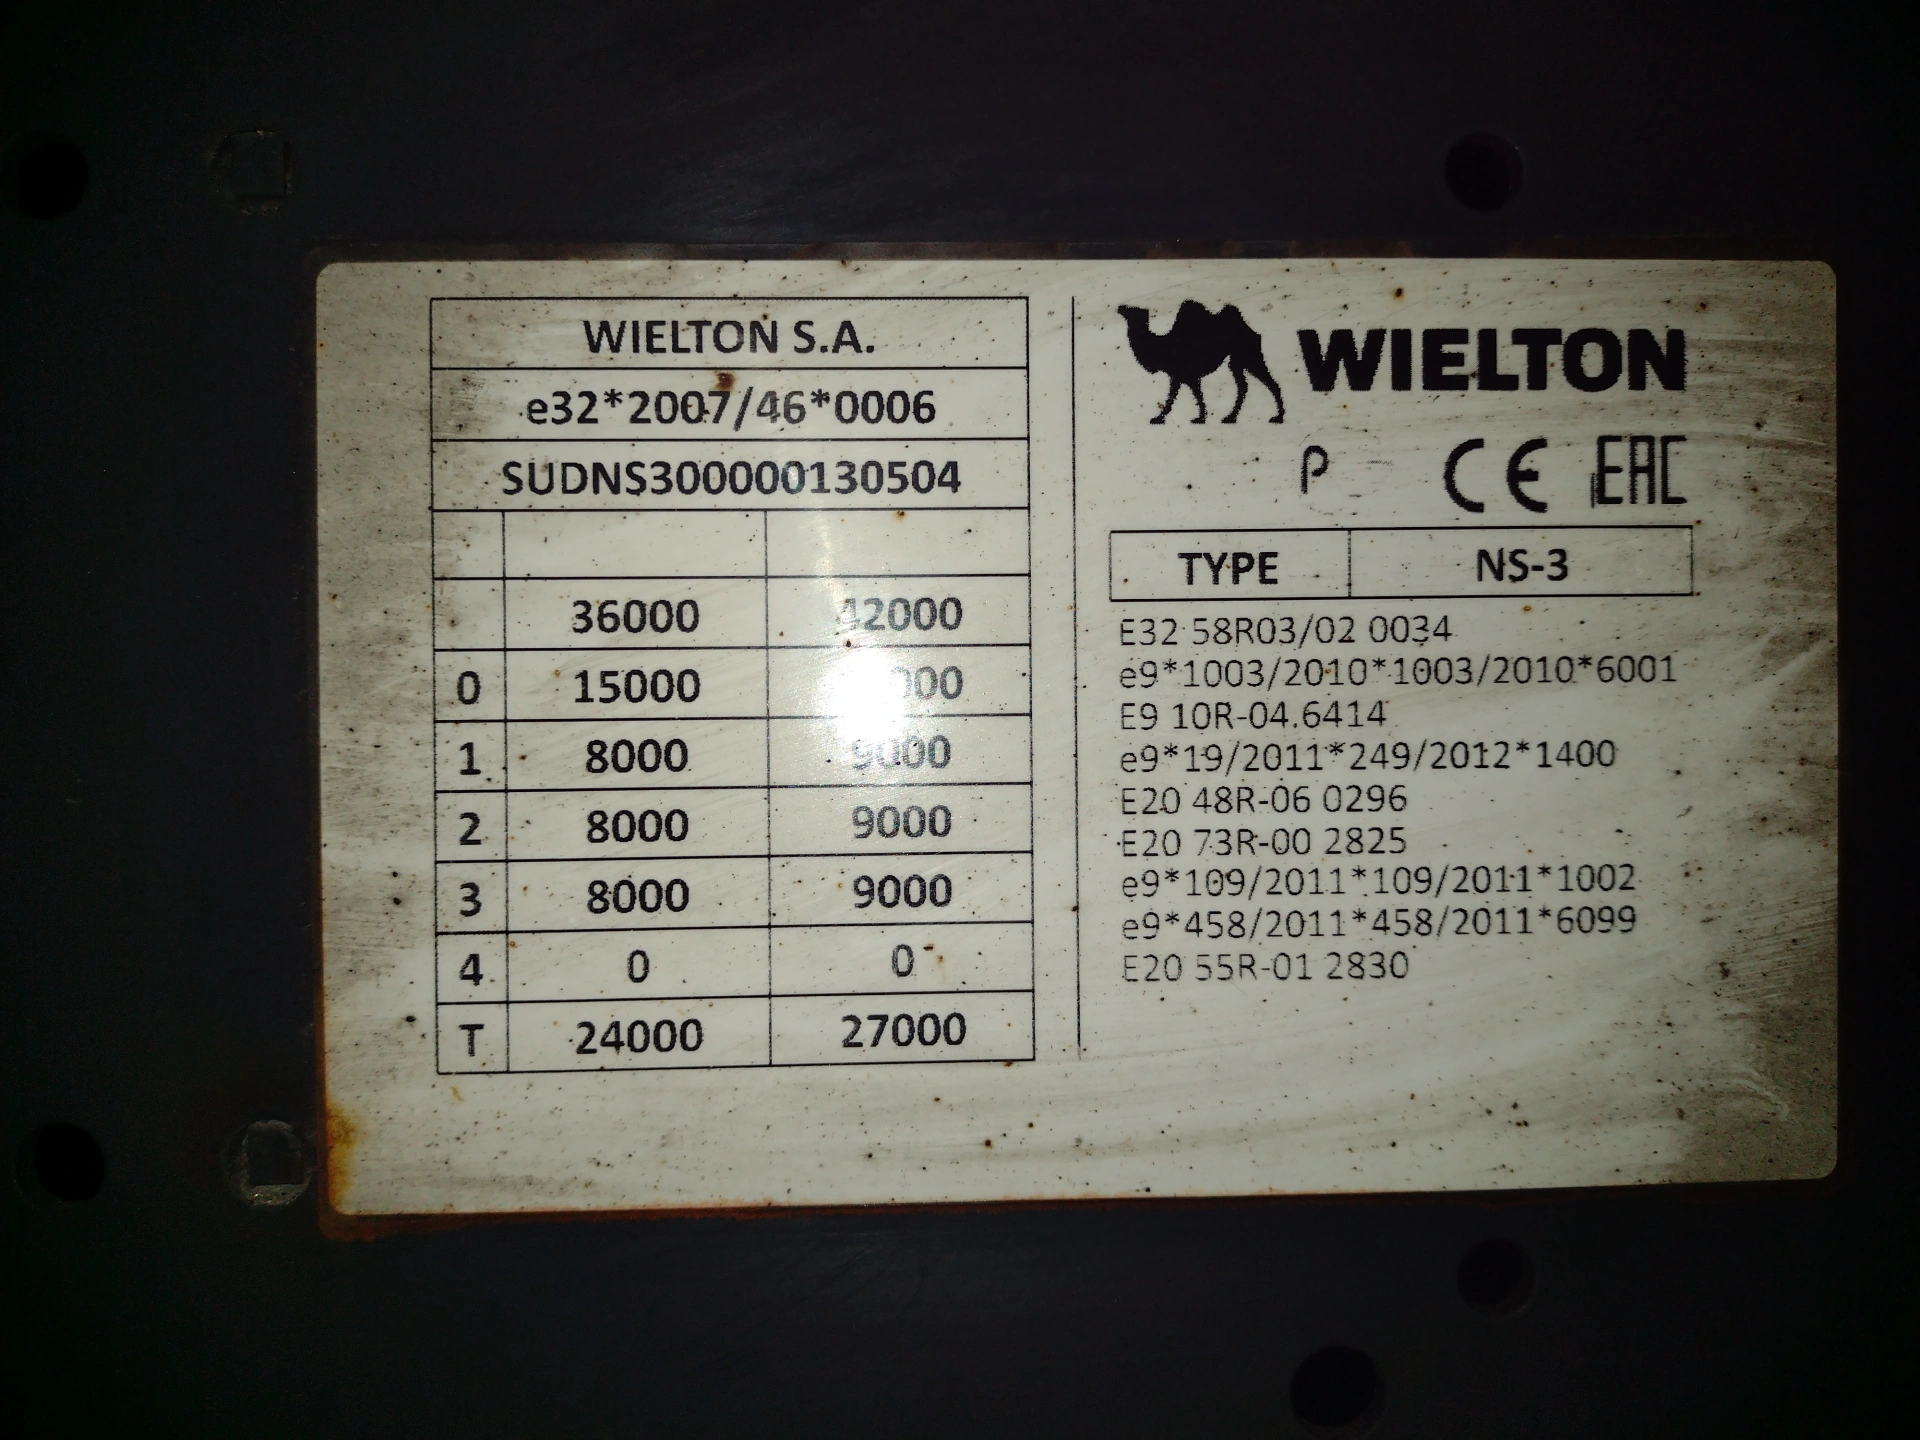 WIELTON S.A.
e32*2007/46*0006
SUDNS300000130504
36000 42000
0 15000
1 8000 9000
2 8000 9000
3 8000 9000
4 0 0
T 24000 27000
WIELTON
P CE EAC
TYPE NS-3
E32 58R03/02 0034
e9*1003/2010*1003/2010*6001
E9 10R-04.6414
e9*19/2011*249/2012*1400
E20 48R-06 0296
E20 73R-00 2825
e9*109/2011*109/2011*1002
e9*458/2011*458/2011*6099
E20 55R-01 2830